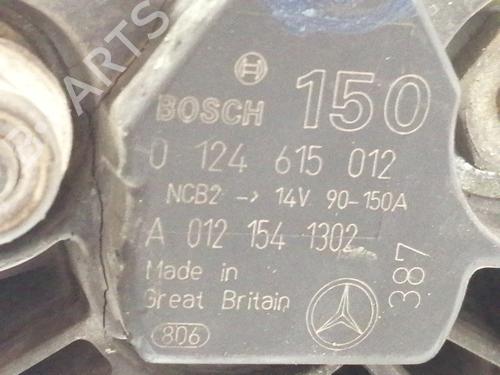 BOSCH 150
0 124 615 012
NCB2 -> 14V 90-150A
A 012 154 1302
Made in
Great Britain
387
806